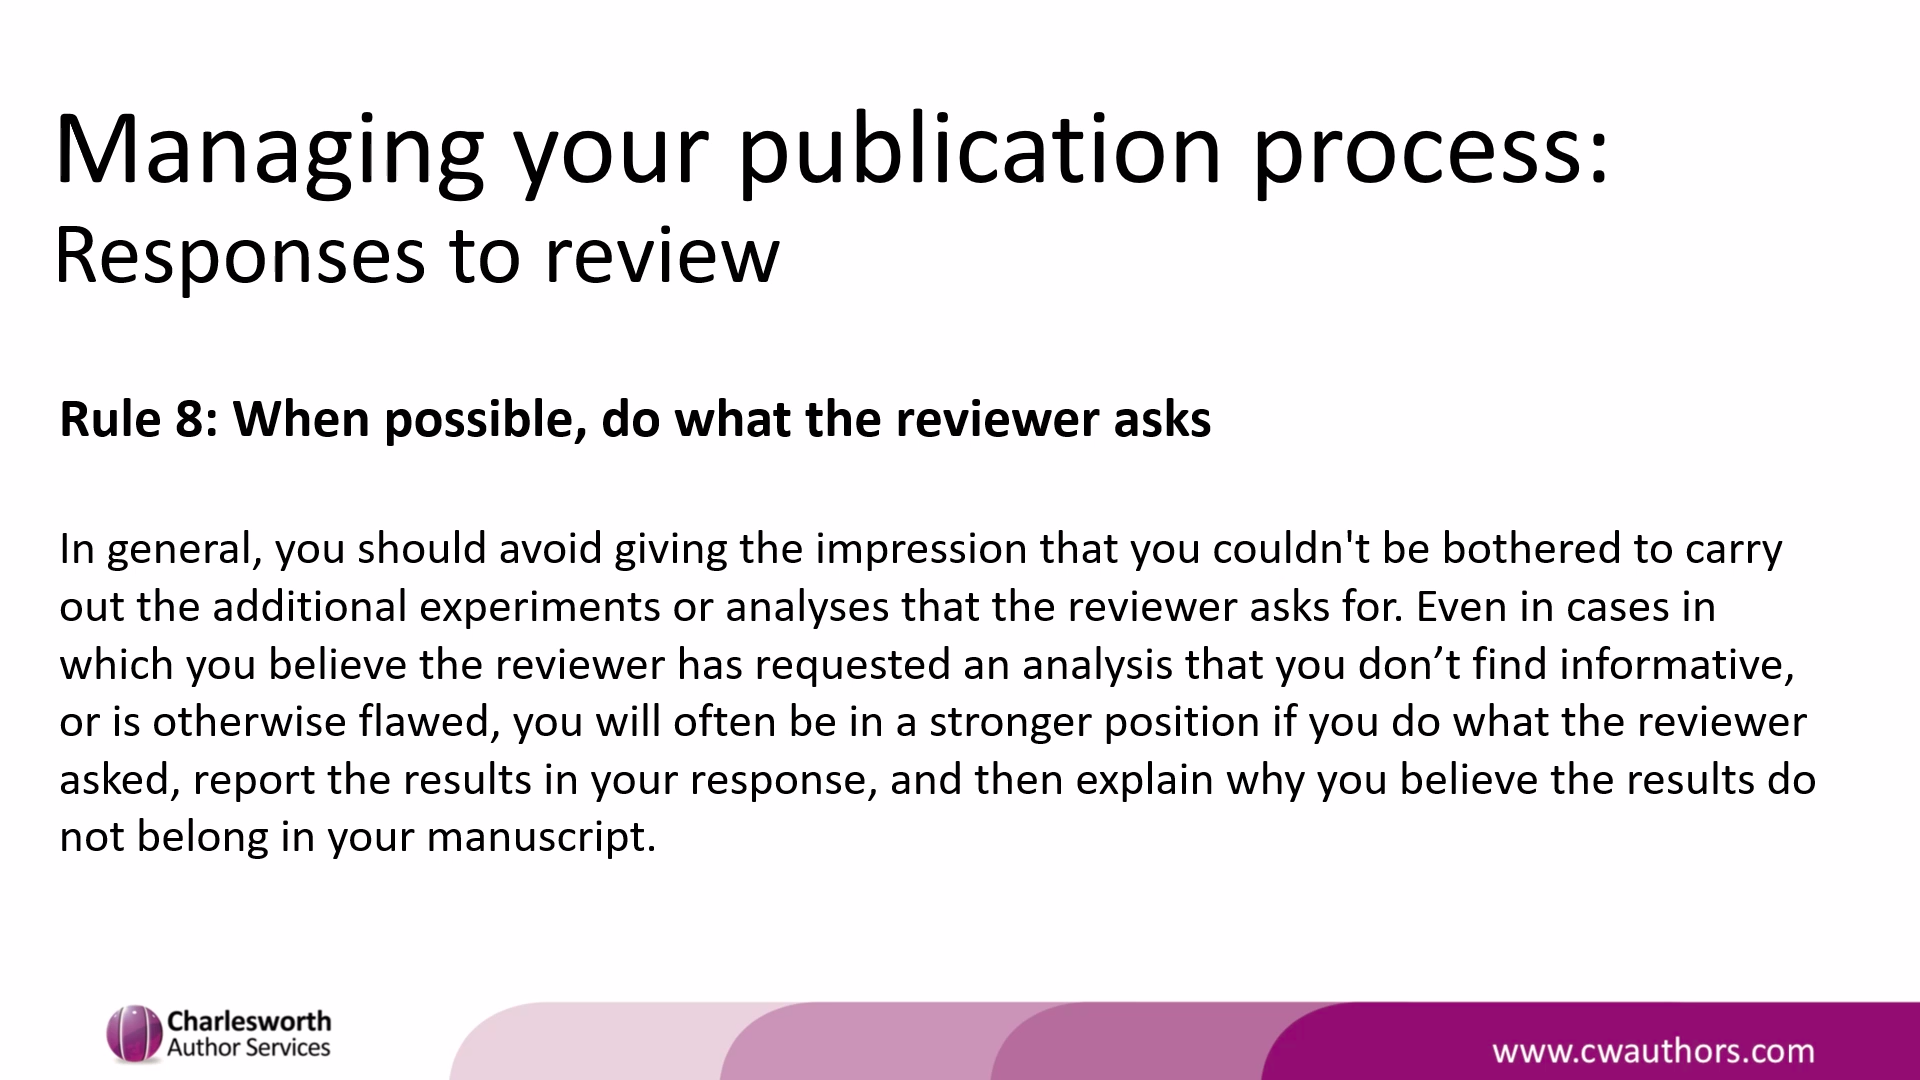 Managing your publication process:
Responses to review
Rule 8: When possible, do what the reviewer asks
In general, you should avoid giving the impression that you couldn't be bothered to carry
out the additional experiments or analyses that the reviewer asks for. Even in cases in
which you believe the reviewer has requested an analysis that you don’t find informative,
or is otherwise flawed, you will often be in a stronger position if you do what the reviewer
asked, report the results in your response, and then explain why you believe the results do
not belong in your manuscript.
Charlesworth
Author Services
www.cwauthors.com